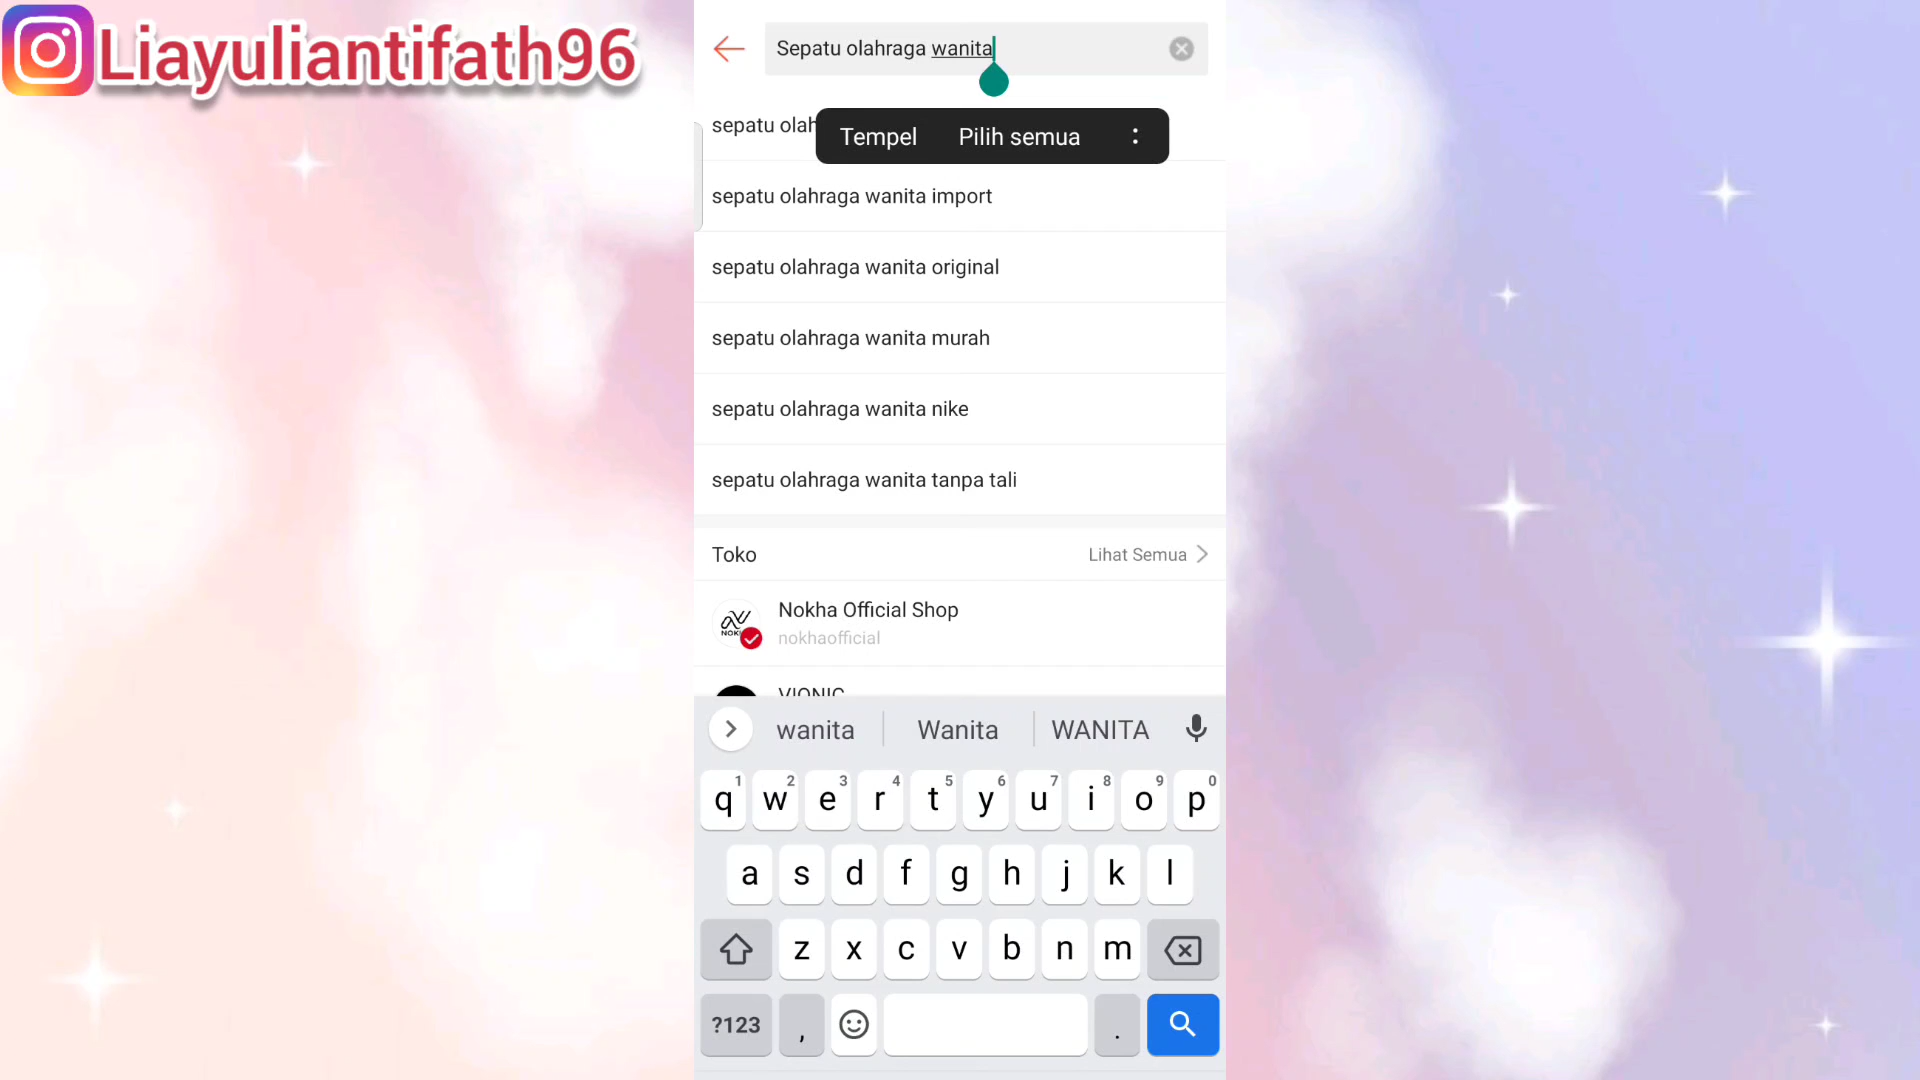 Liayuliantifath96
Sepatu olahraga wanita
sepatu olah
Tempel Pilih semua
sepatu olahraga wanita import
sepatu olahraga wanita original
sepatu olahraga wanita murah
sepatu olahraga wanita nike
sepatu olahraga wanita tanpa tali
Toko Lihat Semua
Nokha Official Shop
nokhaofficial
VIONIC
wanita Wanita WANITA
1 2 3 4 5 6 7 8 9 0
q w e r t y u i o p
a s d f g h j k l
z x c v b n m
?123 , .